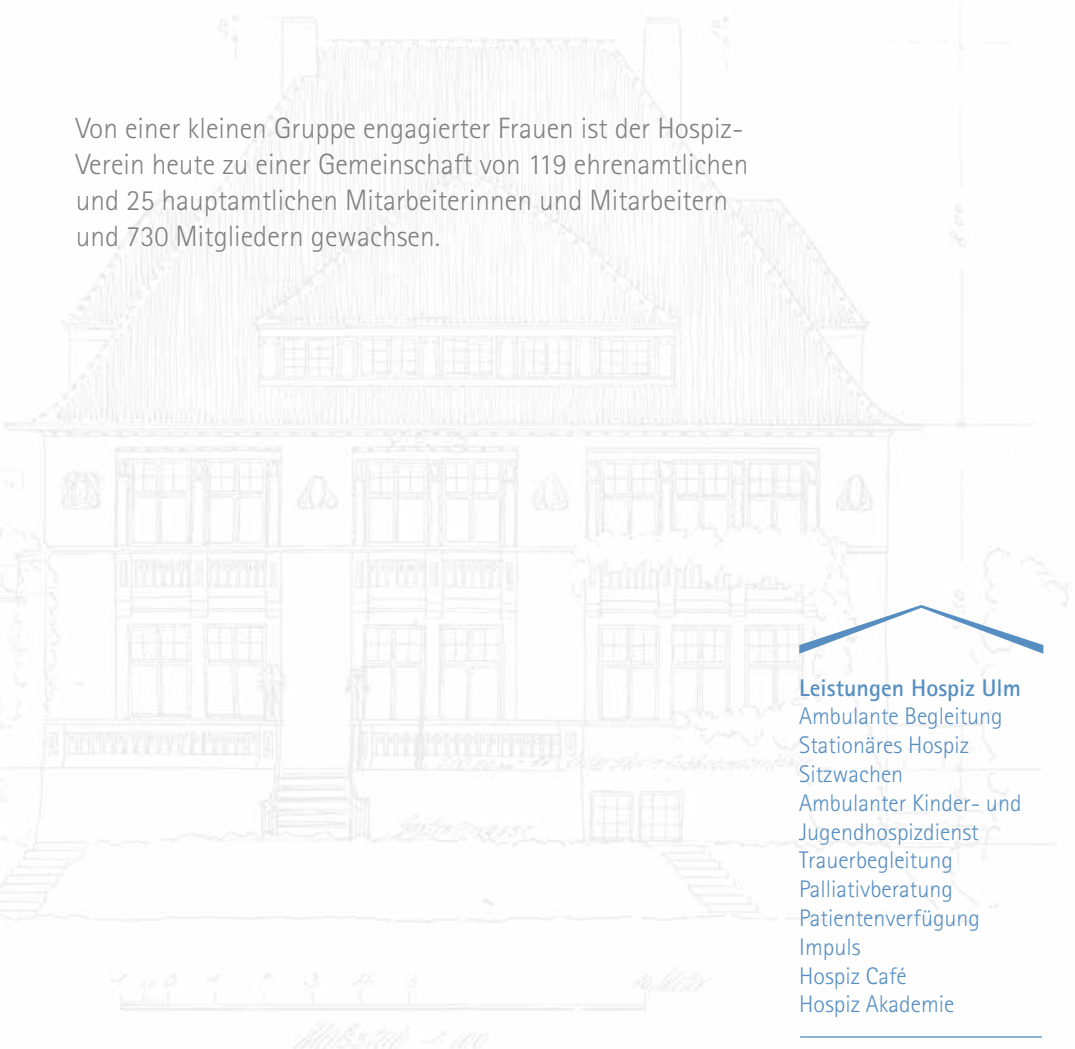 Von einer kleinen Gruppe engagierter Frauen ist der Hospiz-
Verein heute zu einer Gemeinschaft von 119 ehrenamtlichen
und 25 hauptamtlichen Mitarbeiterinnen und Mitarbeitern
und 730 Mitgliedern gewachsen.
Leistungen Hospiz Ulm
Ambulante Begleitung
Stationäres Hospiz
Sitzwachen
Ambulanter Kinder- und
Jugendhospizdienst
Trauerbegleitung
Palliativberatung
Patientenverfügung
Impuls
Hospiz Café
Hospiz Akademie